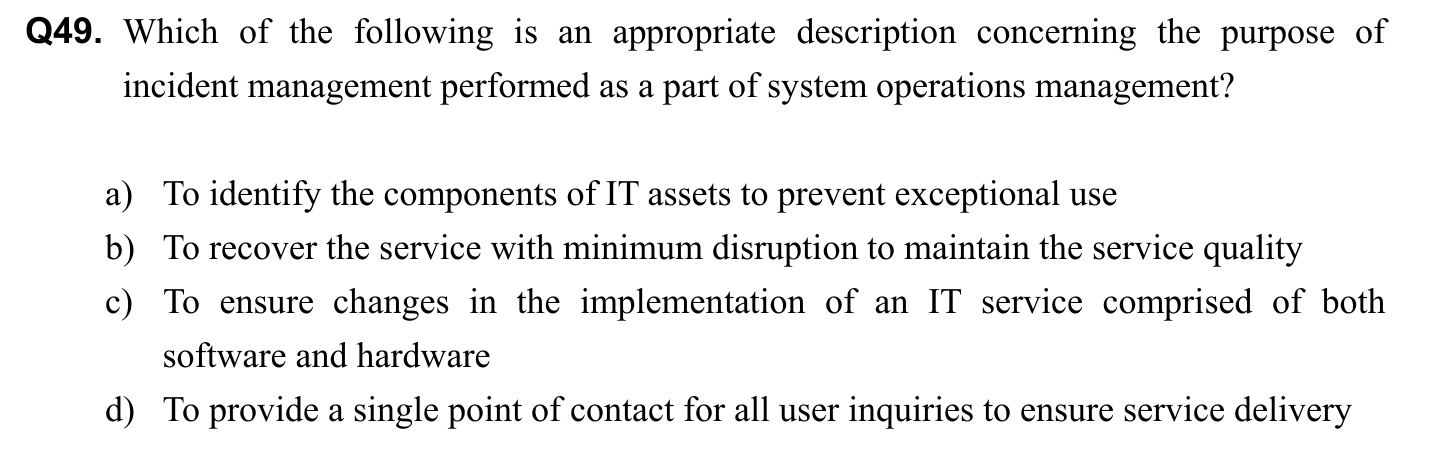 Q49. Which of the following is an appropriate description concerning the purpose of
incident management performed as a part of system operations management?
a) To identify the components of IT assets to prevent exceptional use
b) To recover the service with minimum disruption to maintain the service quality
c) To ensure changes in the implementation of an IT service comprised of both
software and hardware
d) To provide a single point of contact for all user inquiries to ensure service delivery